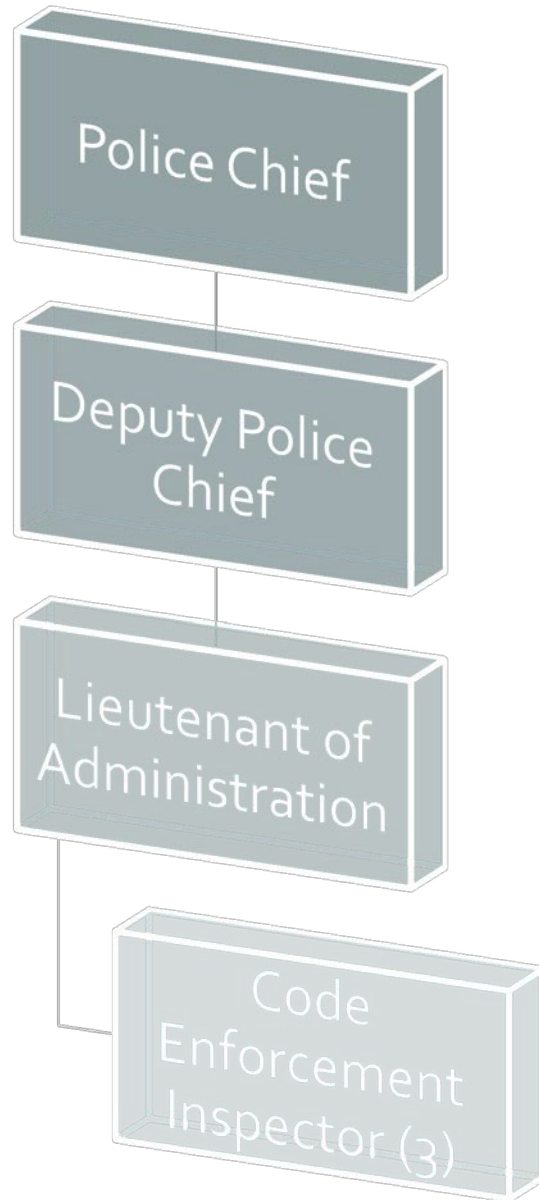 Police Chief
Deputy Police
Chief
Lieutenant of
Administration
Code
Enforcement
Inspector (3)